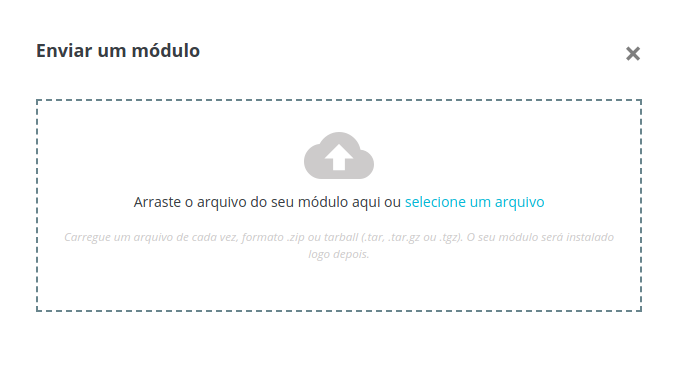 Enviar um módulo
Arraste o arquivo do seu módulo aqui ou selecione um arquivo
Carregue um arquivo de cada vez, formato .zip ou tarball (.tar, .tar.gz ou .tgz). O seu módulo será instalado
logo depois.